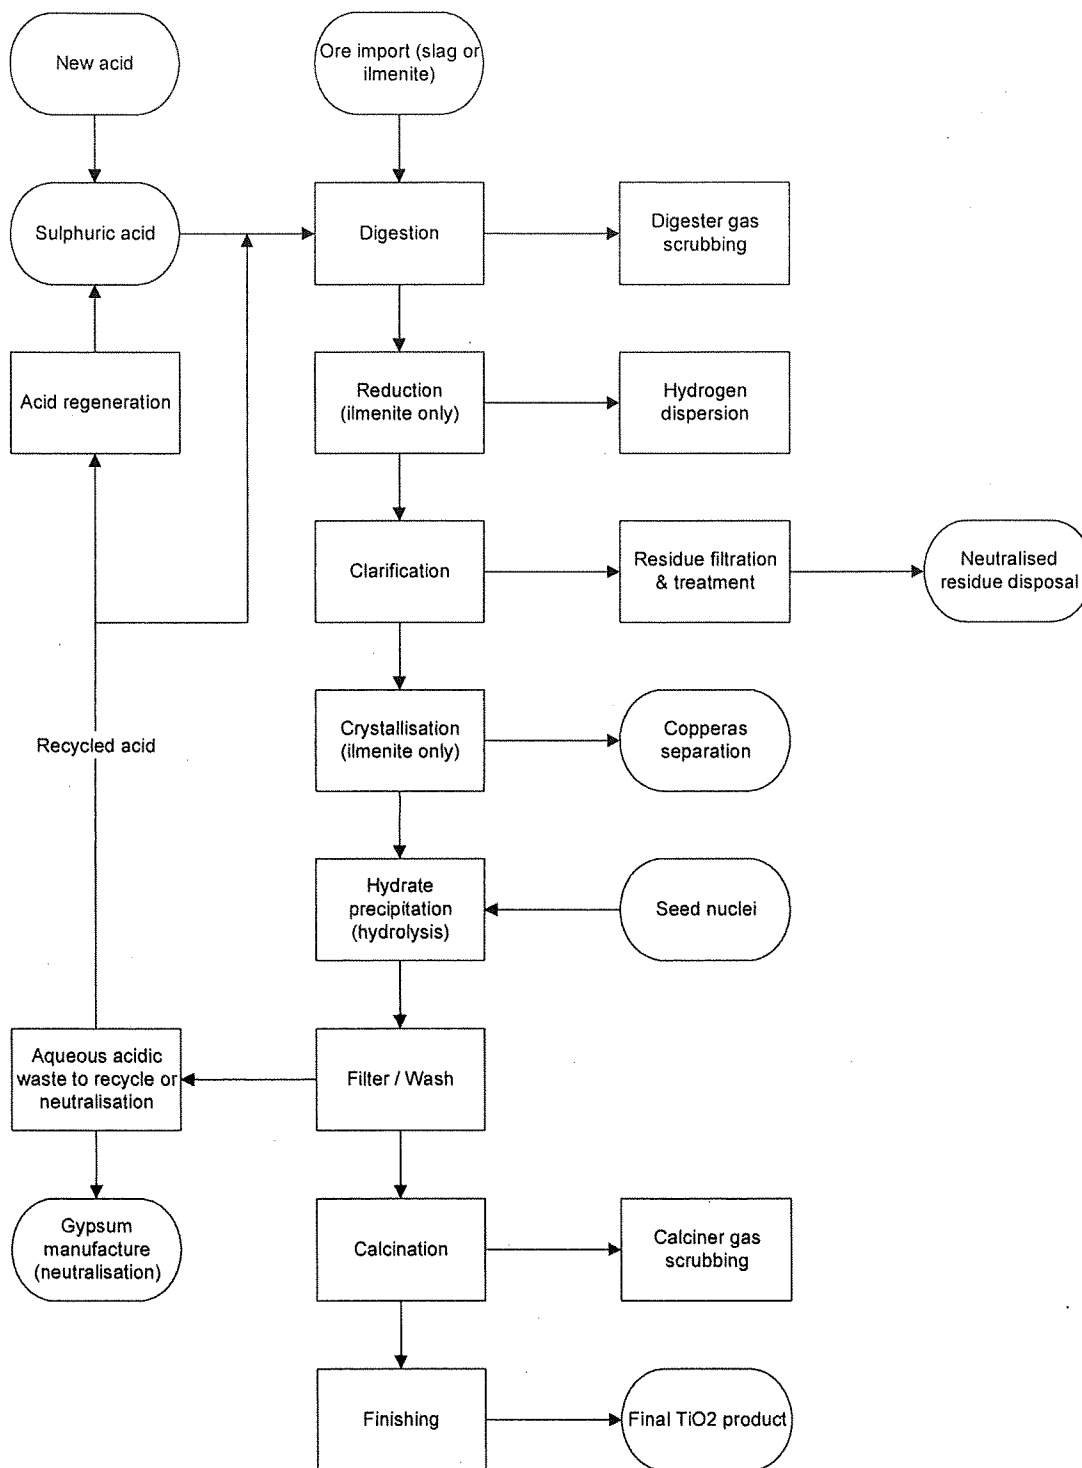 New acid
Ore import (slag or
ilmenite)
Sulphuric acid
Digestion
Digester gas
scrubbing
Acid regeneration
Reduction
(ilmenite only)
Hydrogen
dispersion
Clarification
Residue filtration
& treatment
Neutralised
residue disposal
Recycled acid
Crystallisation
(ilmenite only)
Copperas
separation
Hydrate
precipitation
(hydrolysis)
Seed nuclei
Aqueous acidic
waste to recycle or
neutralisation
Filter / Wash
Gypsum
manufacture
(neutralisation)
Calcination
Calciner gas
scrubbing
Finishing
Final TiO2 product